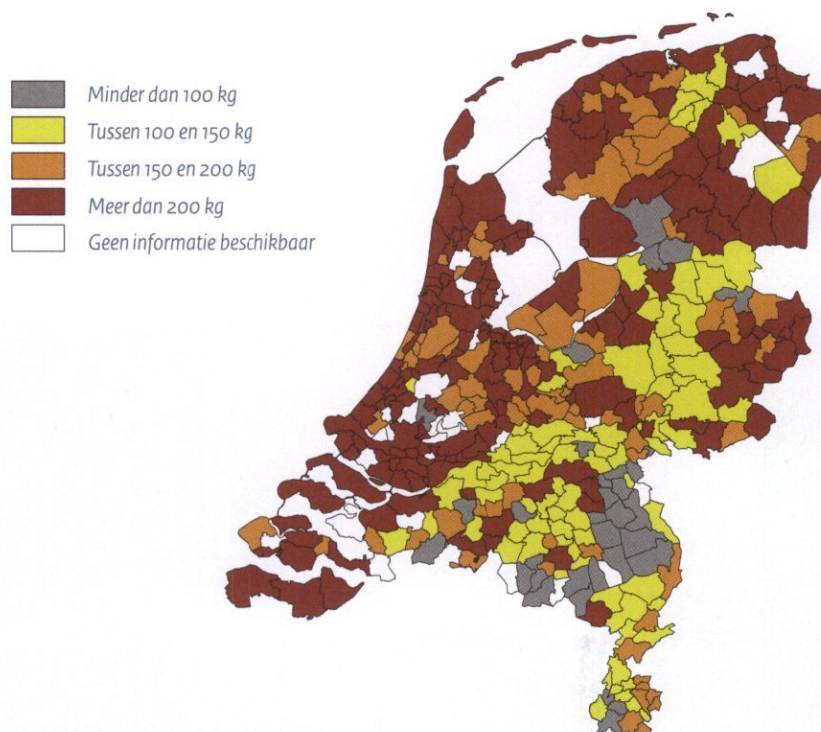 Minder dan 100 kg
Tussen 100 en 150 kg
Tussen 150 en 200 kg
Meer dan 200 kg
Geen informatie beschikbaar